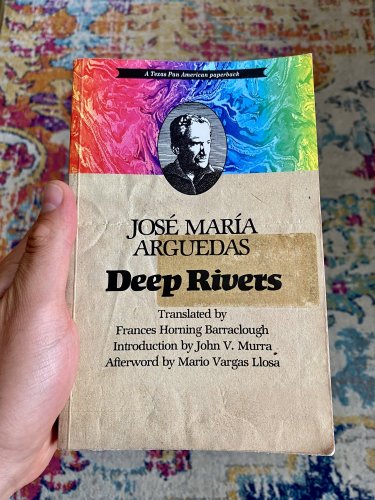 A Texas Pan American paperback
JOSÉ MARÍA
ARGUEDAS
Deep Rivers
Translated by
Frances Horning Barraclough
Introduction by John V. Murra
Afterword by Mario Vargas Llosa